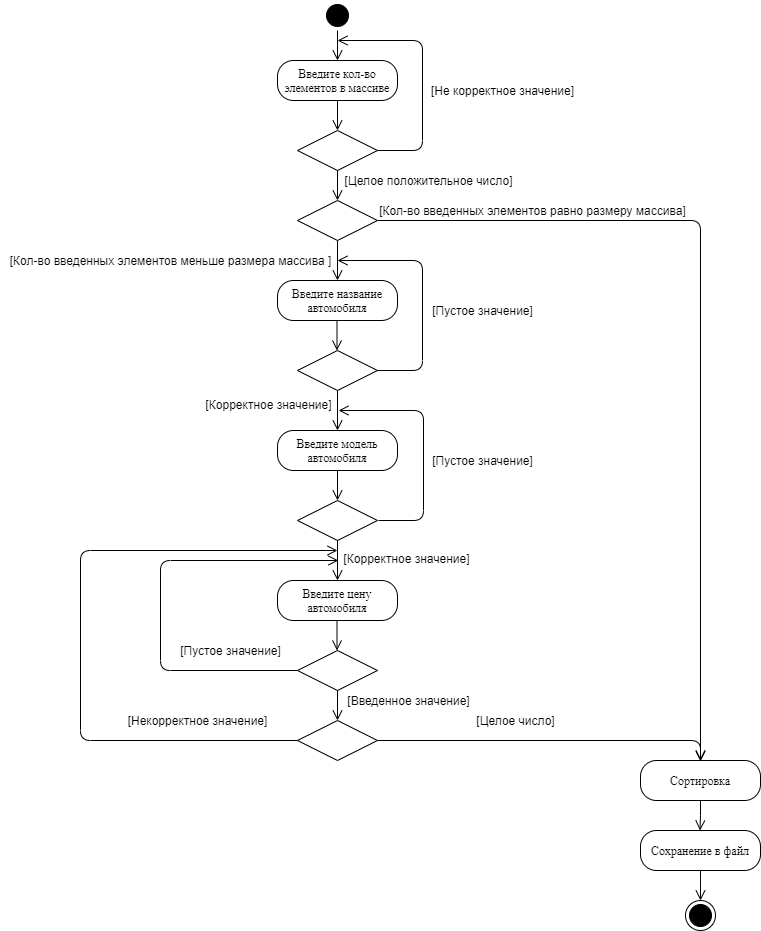 Введите кол-во
элементов в массиве
[Не корректное значение]
[Целое положительное число]
[Кол-во введенных элементов равно размеру массива]
[Кол-во введенных элементов меньше размера массива ]
Введите название
автомобиля
[Пустое значение]
[Корректное значение]
Введите модель
автомобиля
[Пустое значение]
[Корректное значение]
Введите цену
автомобиля
[Пустое значение]
[Введенное значение]
[Некорректное значение]
[Целое число]
Сортировка
Сохранение в файл